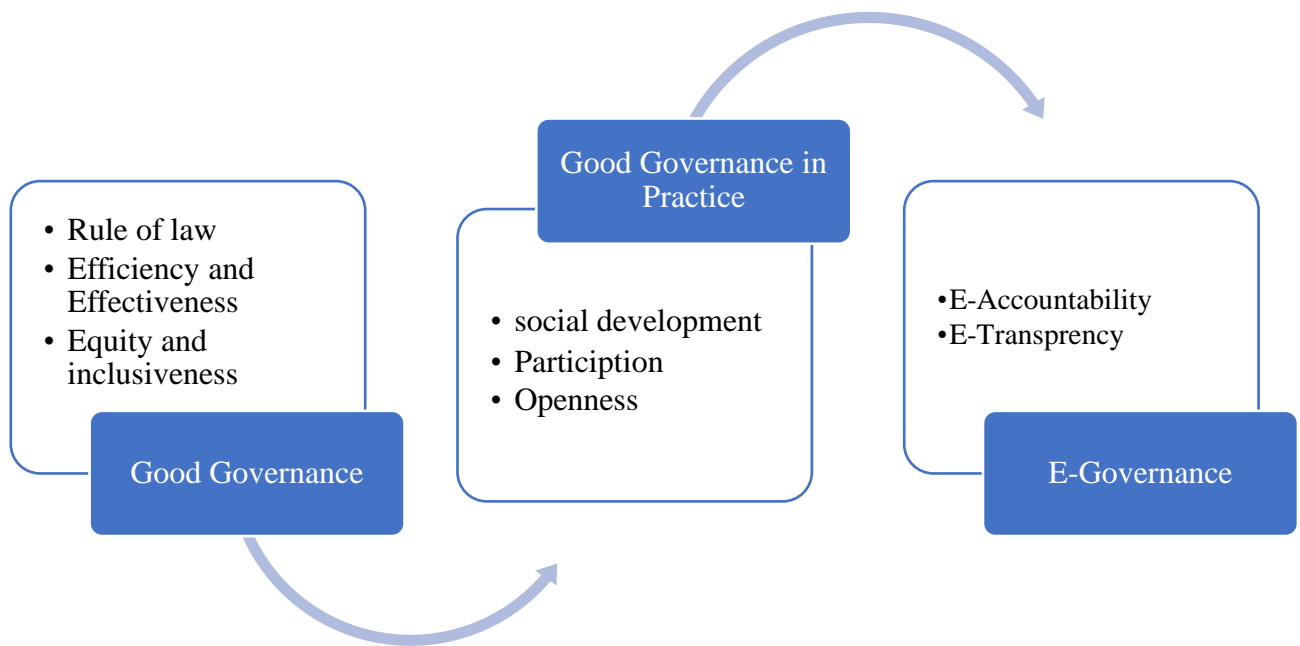 • Rule of law
• Efficiency and
Effectiveness
• Equity and
inclusiveness
Good Governance
Good Governance in
Practice
• social development
• Particiption
• Openness
•E-Accountability
•E-Transprency
E-Governance